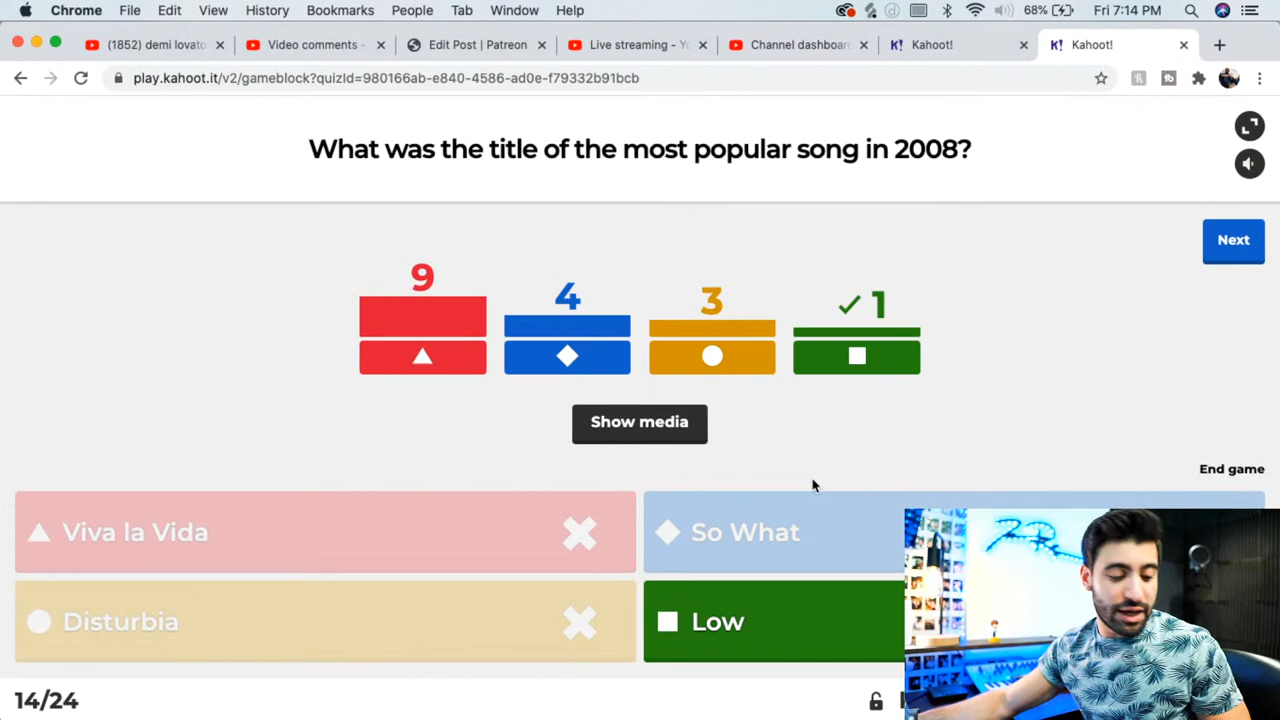 Chrome File Edit View History Bookmarks People Tab Window Help 68% Fri 7:14 PM
(1852) demi lovato Video comments - Edit Post | Patreon Live streaming - Yo Channel dashboar Kahoot! Kahoot!
play.kahoot.it/v2/gameblock?quizId=980166ab-e840-4586-ad0e-f79332b91bcb
What was the title of the most popular song in 2008?
Next
9 4 3 1
Show media
End game
Viva la Vida So What
Disturbia Low
14/24